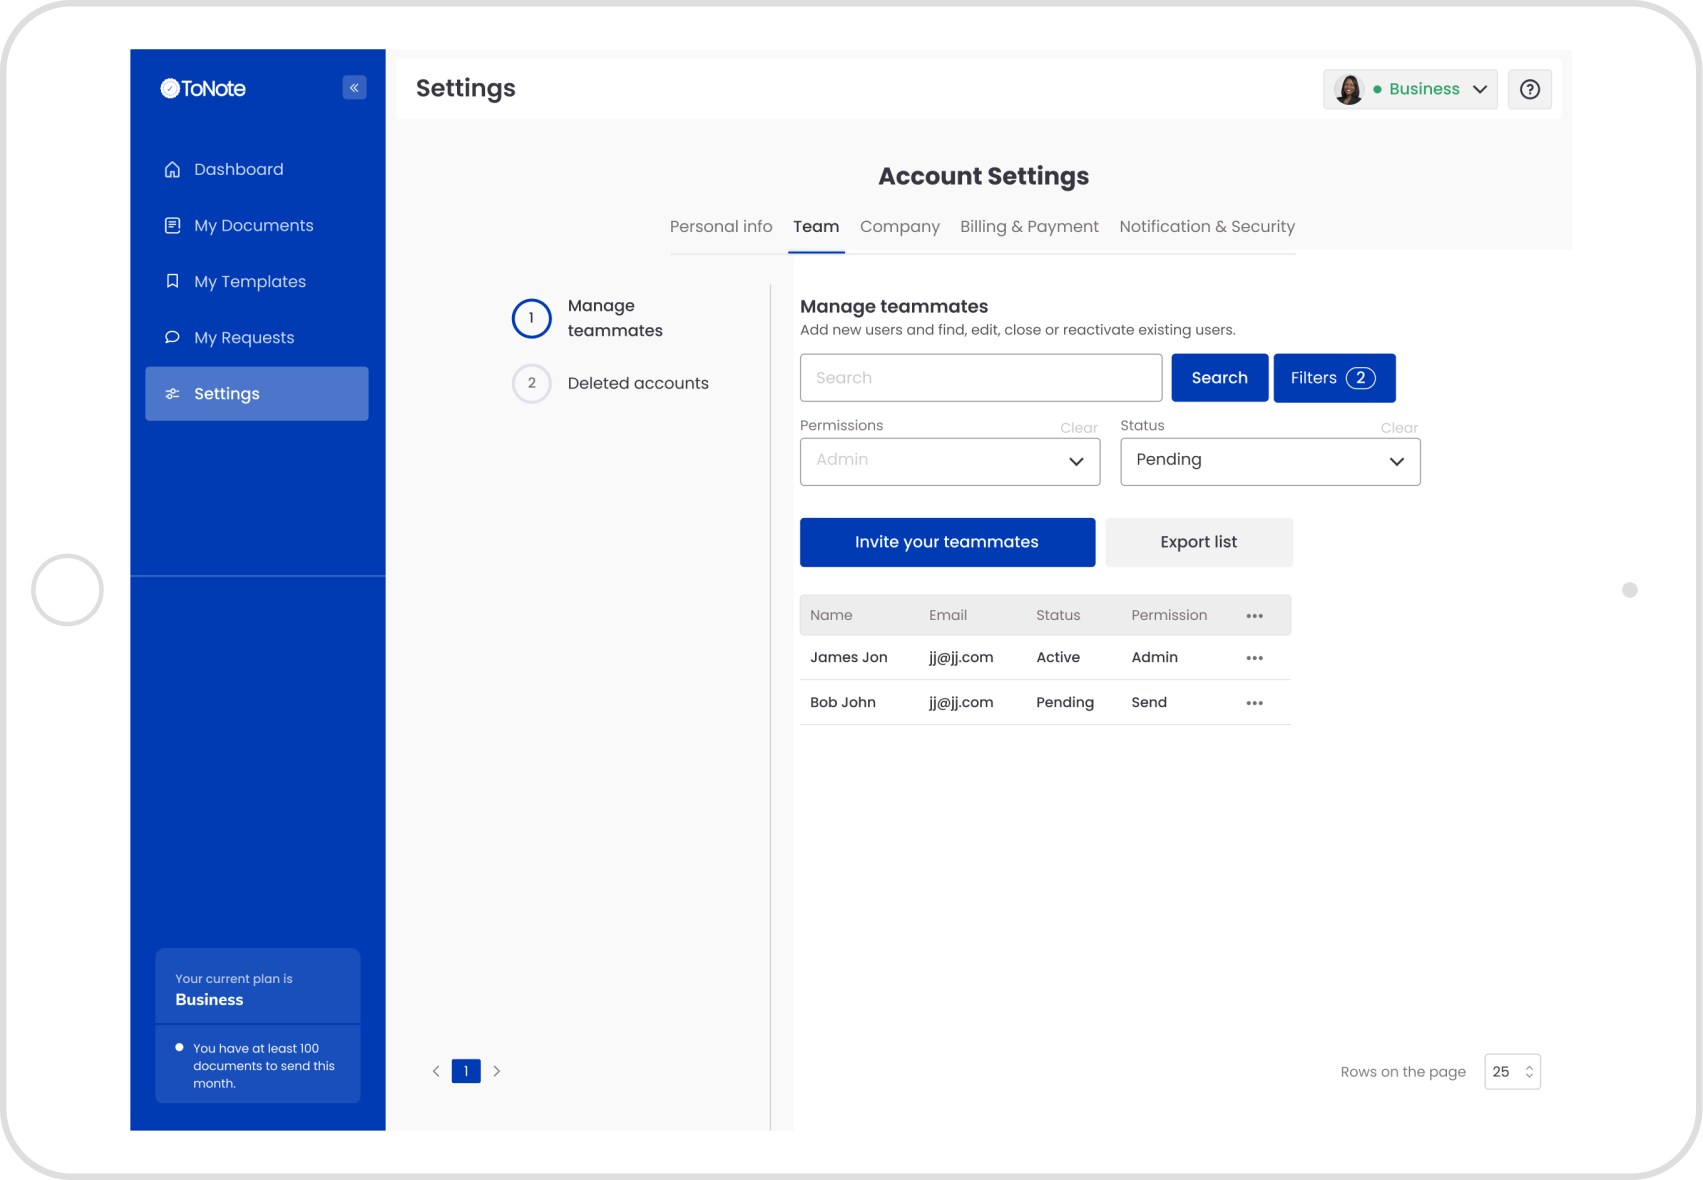 ToNote
Settings
Business
Dashboard
My Documents
My Templates
My Requests
Settings
Your current plan is
Business
You have at least 100
documents to send this
month.
Account Settings
Personal info Team Company Billing & Payment Notification & Security
1 Manage
teammates
2 Deleted accounts
Manage teammates
Add new users and find, edit, close or reactivate existing users.
Search Search Filters 2
Permissions Clear Status Clear
Admin Pending
Invite your teammates Export list
Name Email Status Permission
James Jon jj@jj.com Active Admin
Bob John jj@jj.com Pending Send
1
Rows on the page 25